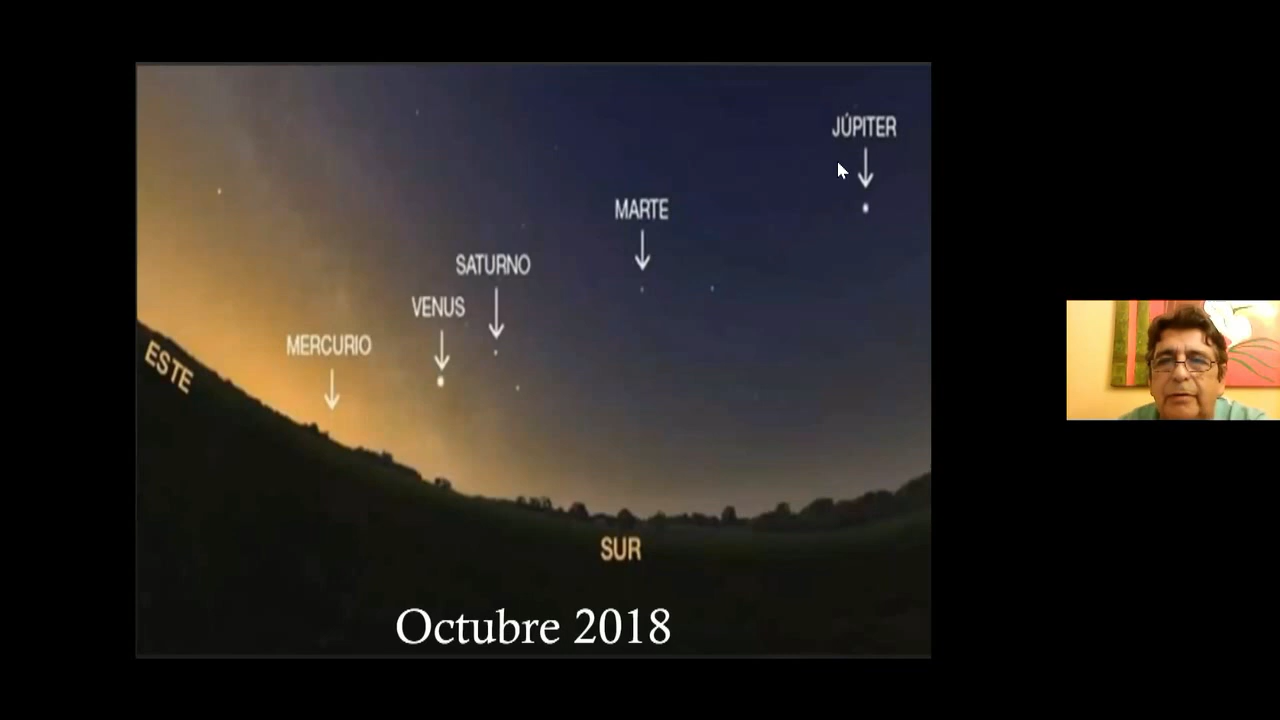 JÚPITER
MARTE
SATURNO
VENUS
MERCURIO
ESTE
SUR
Octubre 2018